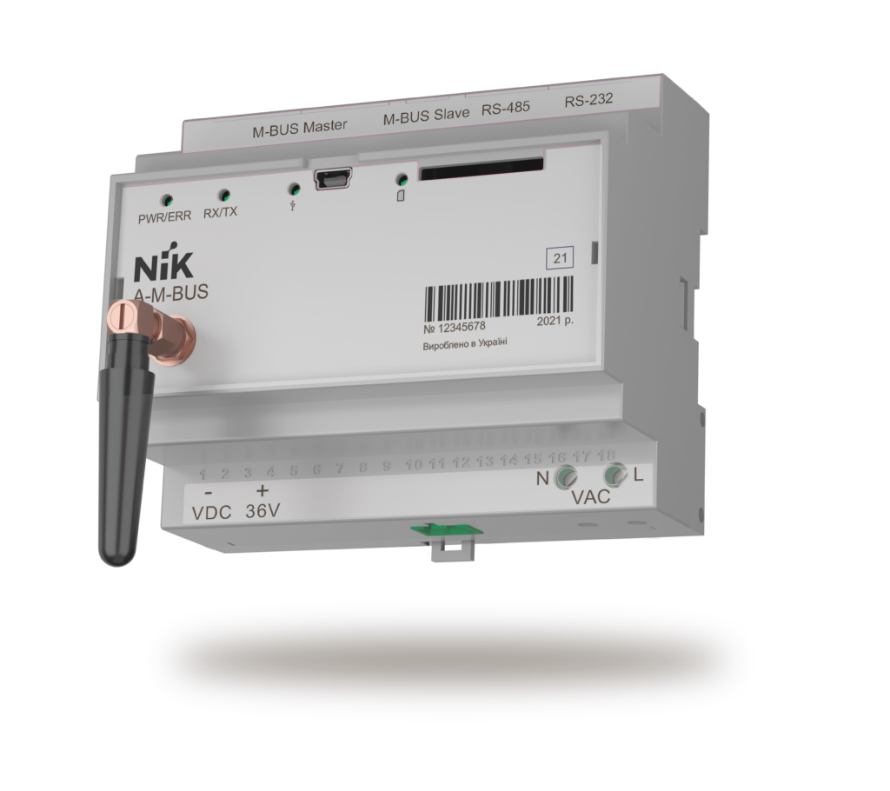 M-BUS Master M-BUS Slave RS-485 RS-232
PWR/ERR RX/TX
NiK
A-M-BUS
21
№ 12345678 2021 р.
Вироблено в Україні
1 2 3 4 5 6 7 8 9 10 11 12 13 14 15 16 17 18
- + N L
VDC 36V VAC